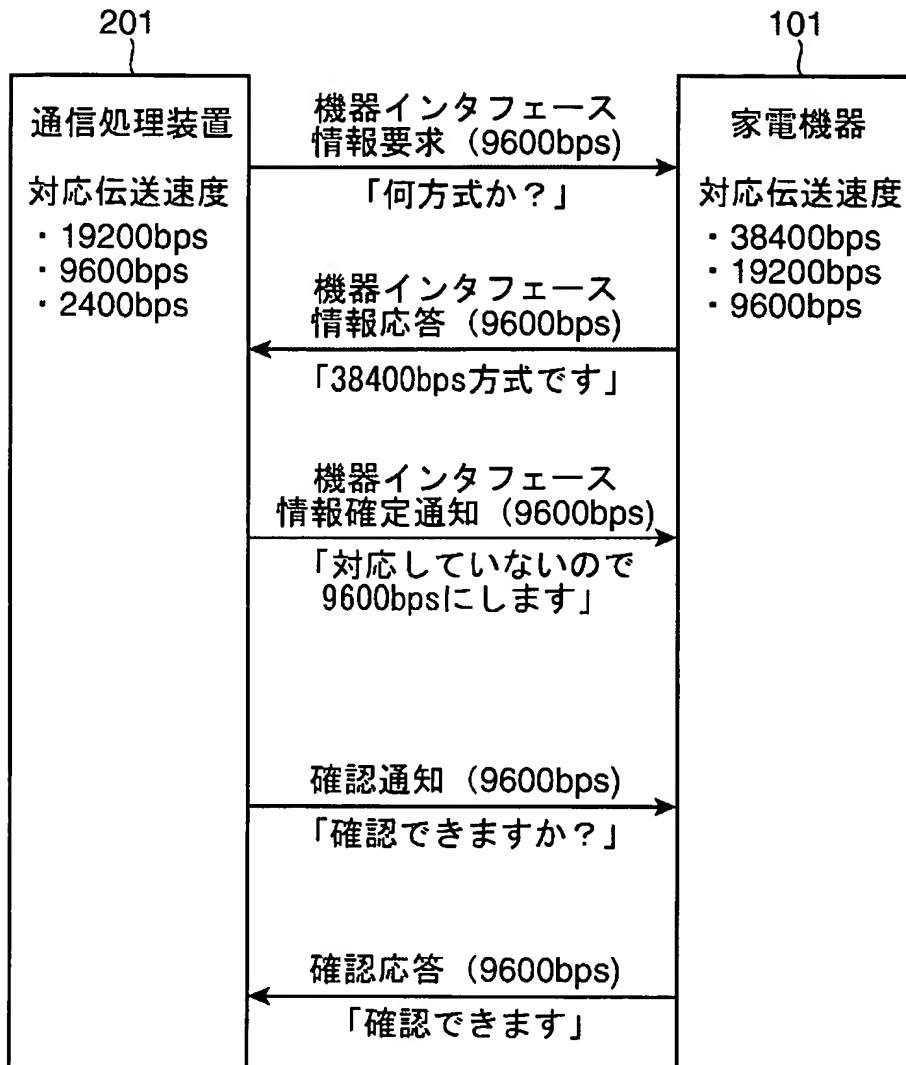 201
101
通信処理装置
対応伝送速度
・19200bps
・9600bps
・2400bps
機器インタフェース
情報要求 (9600bps)
「何方式か？」
機器インタフェース
情報応答 (9600bps)
「38400bps方式です」
機器インタフェース
情報確定通知 (9600bps)
「対応していないので
9600bpsにします」
確認通知 (9600bps)
「確認できますか？」
確認応答 (9600bps)
「確認できます」
家電機器
対応伝送速度
・38400bps
・19200bps
・9600bps